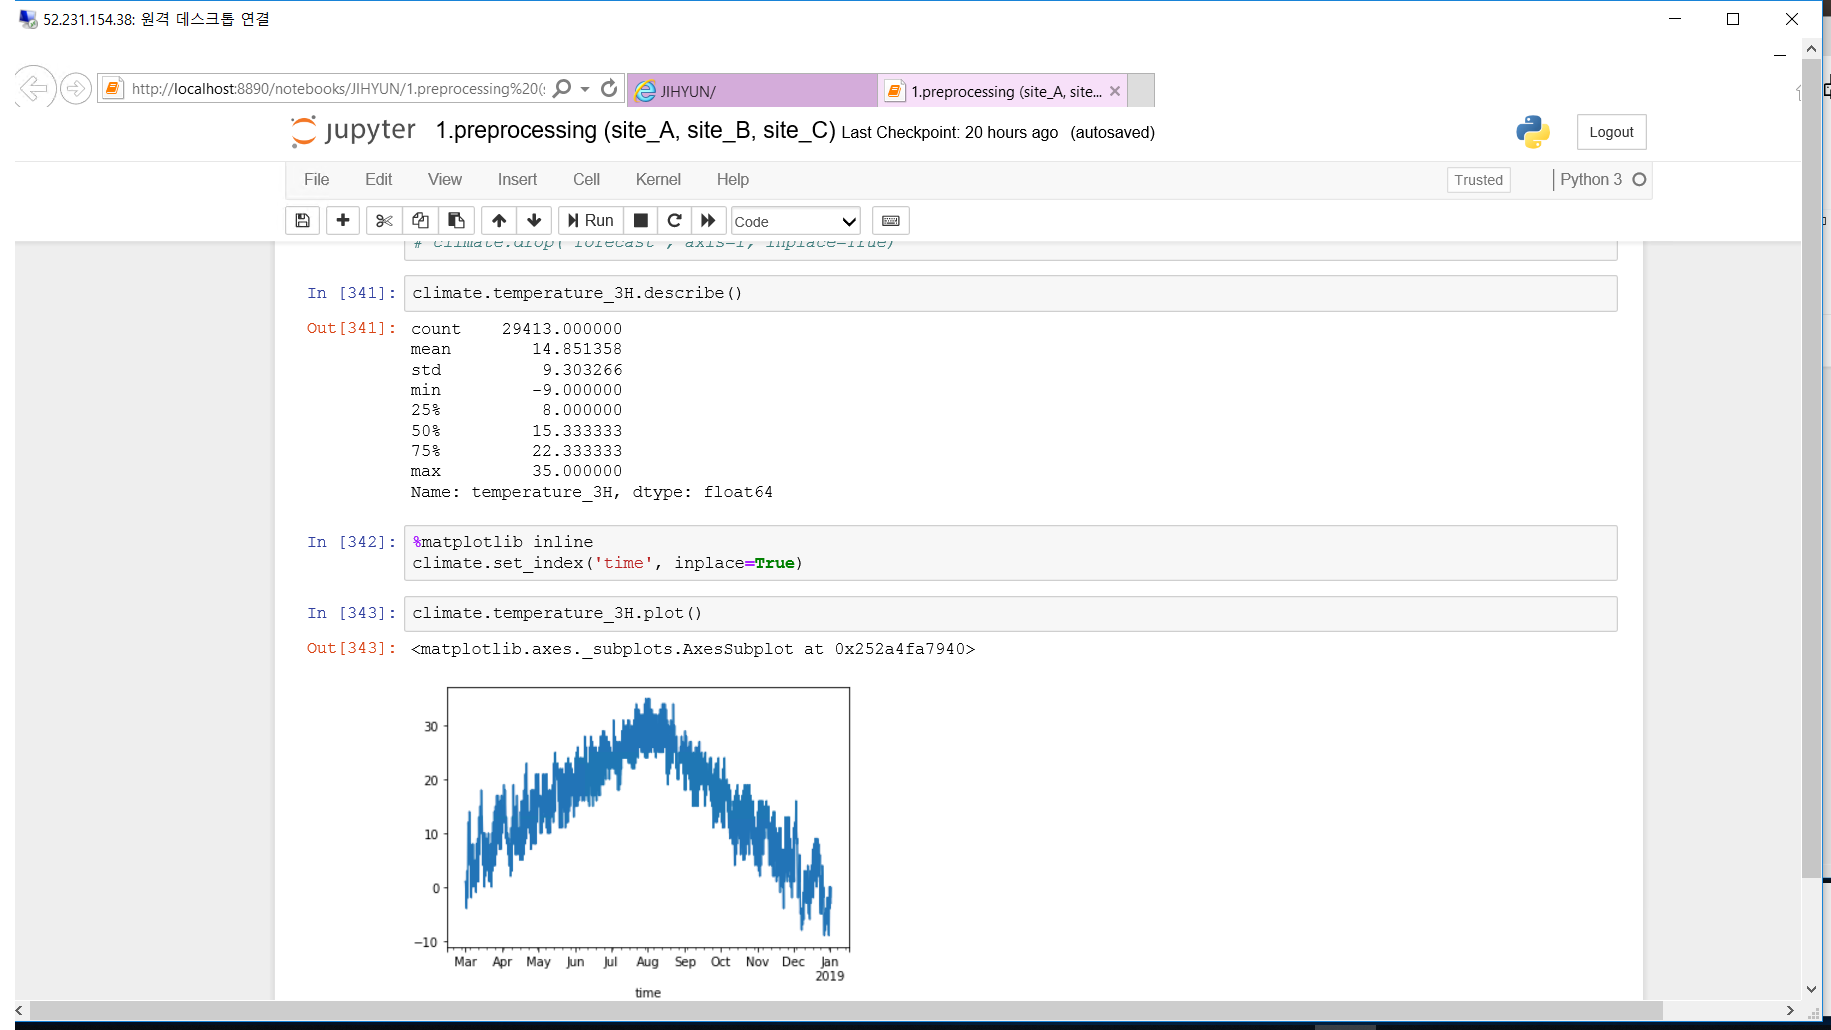 52.231.154.38: 원격 데스크톱 연결
http://localhost:8890/notebooks/JIHYUN/1.preprocessing%20(
JIHYUN/
1.preprocessing (site_A, site...
jupyter 1.preprocessing (site_A, site_B, site_C) Last Checkpoint: 20 hours ago (autosaved)
Logout
File Edit View Insert Cell Kernel Help
Trusted
Python 3
Run
Code
# climate.drop('forecast', axis=1, inplace=True)
In [341]: climate.temperature_3H.describe()
Out[341]: count 29413.000000
mean 14.851358
std 9.303266
min -9.000000
25% 8.000000
50% 15.333333
75% 22.333333
max 35.000000
Name: temperature_3H, dtype: float64
In [342]: %matplotlib inline
climate.set_index('time', inplace=True)
In [343]: climate.temperature_3H.plot()
Out[343]: <matplotlib.axes._subplots.AxesSubplot at 0x252a4fa7940>
30
20
10
0
−10
Mar Apr May Jun Jul Aug Sep Oct Nov Dec Jan
2019
time